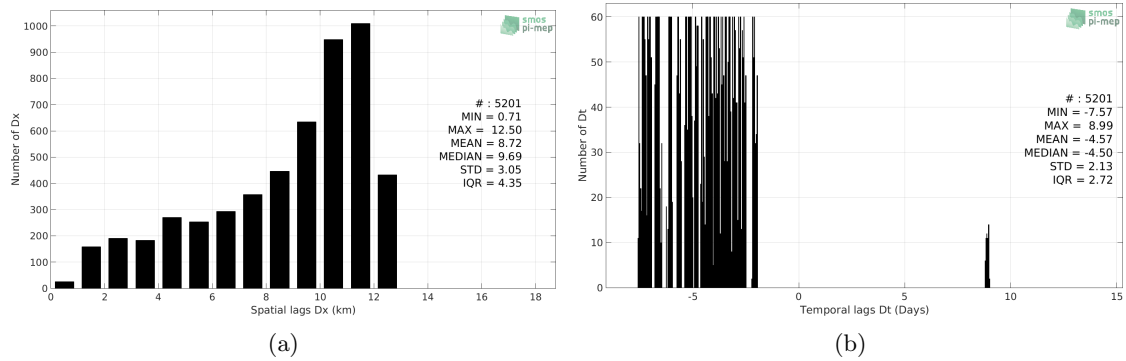 1000
900
800
700
600
500
400
300
200
100
0
Number of Dx
0 2 4 6 8 10 12 14 16 18
Spatial lags Dx (km)
smos
pi-mep
# : 5201
MIN = 0.71
MAX = 12.50
MEAN = 8.72
MEDIAN = 9.69
STD = 3.05
IQR = 4.35
(a)
60
50
40
30
20
10
0
Number of Dt
-5 0 5 10 15
Temporal lags Dt (Days)
smos
pi-mep
# : 5201
MIN = -7.57
MAX = 8.99
MEAN = -4.57
MEDIAN = -4.50
STD = 2.13
IQR = 2.72
(b)